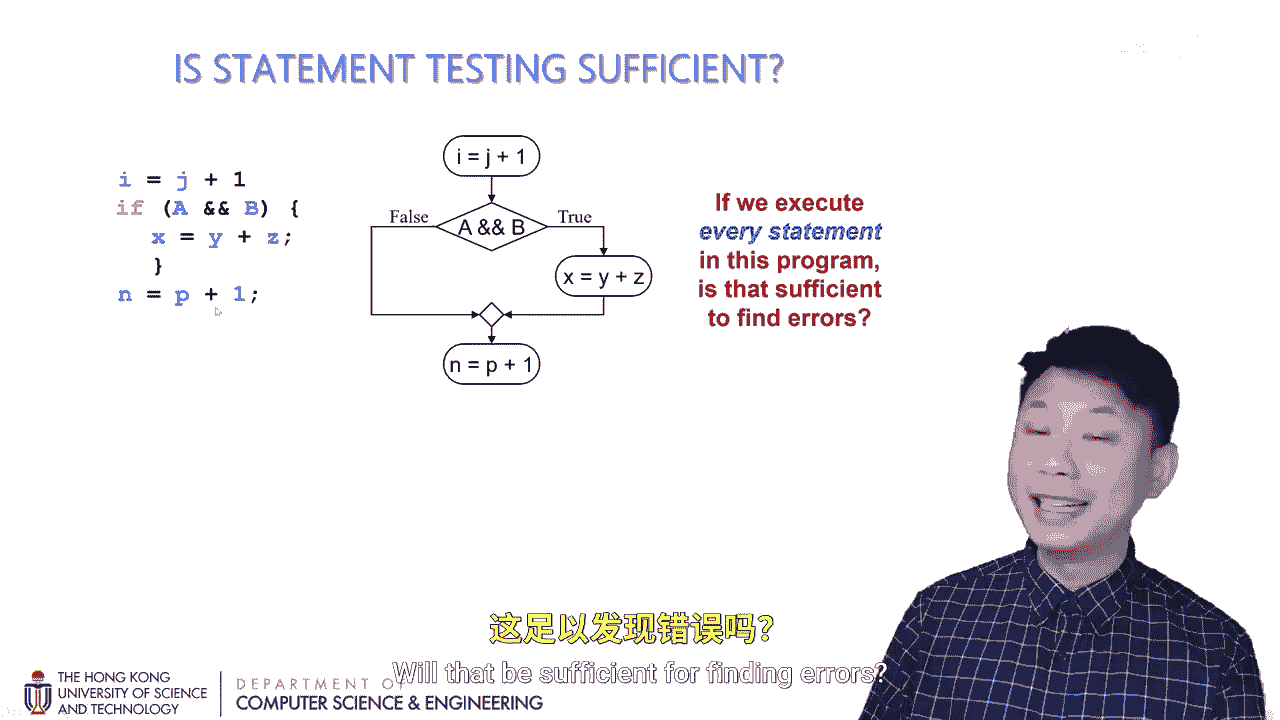 IS STATEMENT TESTING SUFFICIENT?
i = j + 1
if (A && B) {
x = y + z;
}
n = p + 1;
i = j + 1
False
A && B
True
x = y + z
n = p + 1
If we execute
every statement
in this program,
is that sufficient
to find errors?
这足以发现错误吗？
Will that be sufficient for finding errors?
THE HONG KONG
UNIVERSITY OF SCIENCE
AND TECHNOLOGY
DEPARTMENT OF
COMPUTER SCIENCE & ENGINEERING